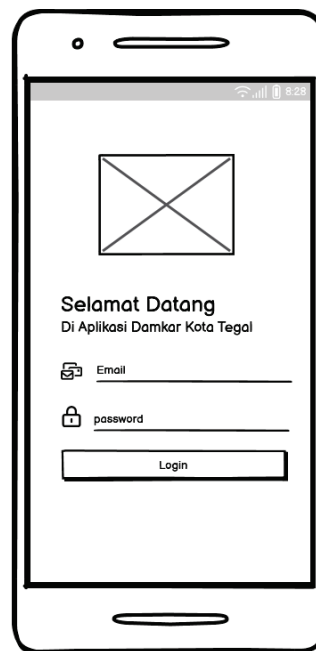 8:28
Selamat Datang
Di Aplikasi Damkar Kota Tegal
Email
password
Login